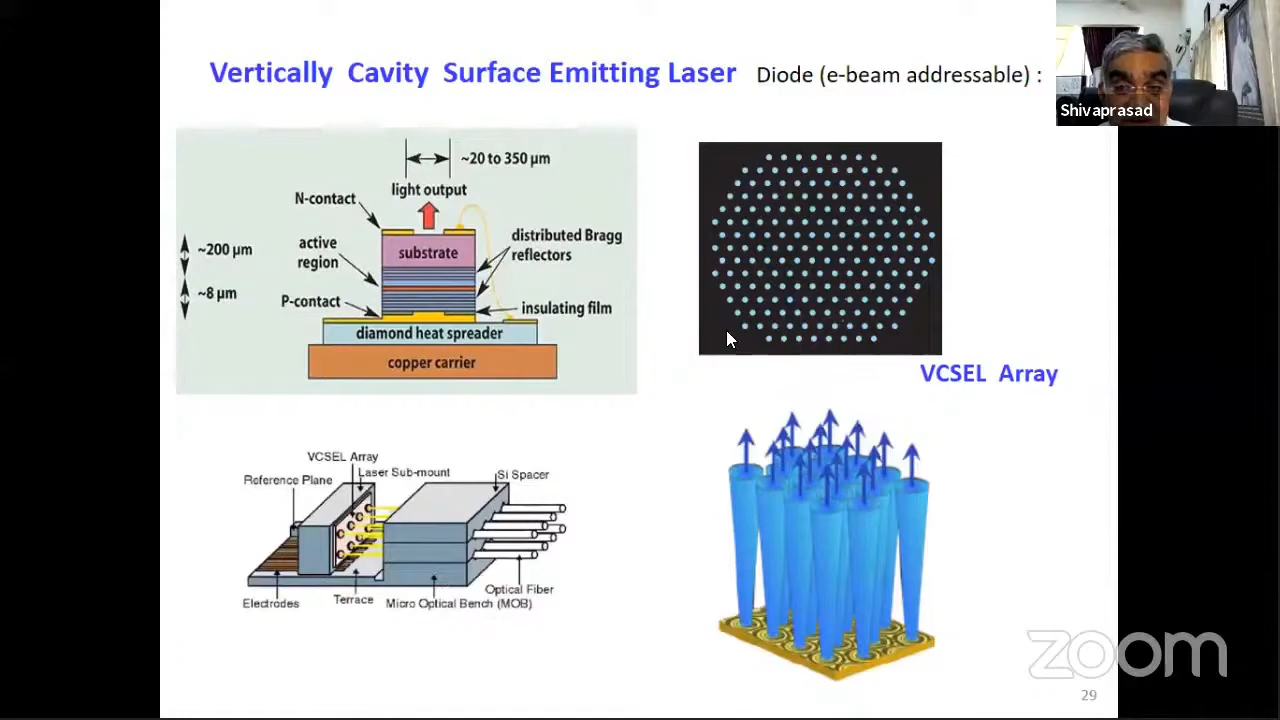 Vertically Cavity Surface Emitting Laser Diode (e-beam addressable) :
Shivaprasad
~20 to 350 µm
light output
N-contact
active
region
P-contact
~200 µm
~8 µm
substrate
distributed Bragg
reflectors
insulating film
diamond heat spreader
copper carrier
VCSEL Array
VCSEL Array
Laser Sub-mount
Reference Plane
Si Spacer
Optical Fiber
Electrodes
Terrace
Micro Optical Bench (MOB)
zoom
29